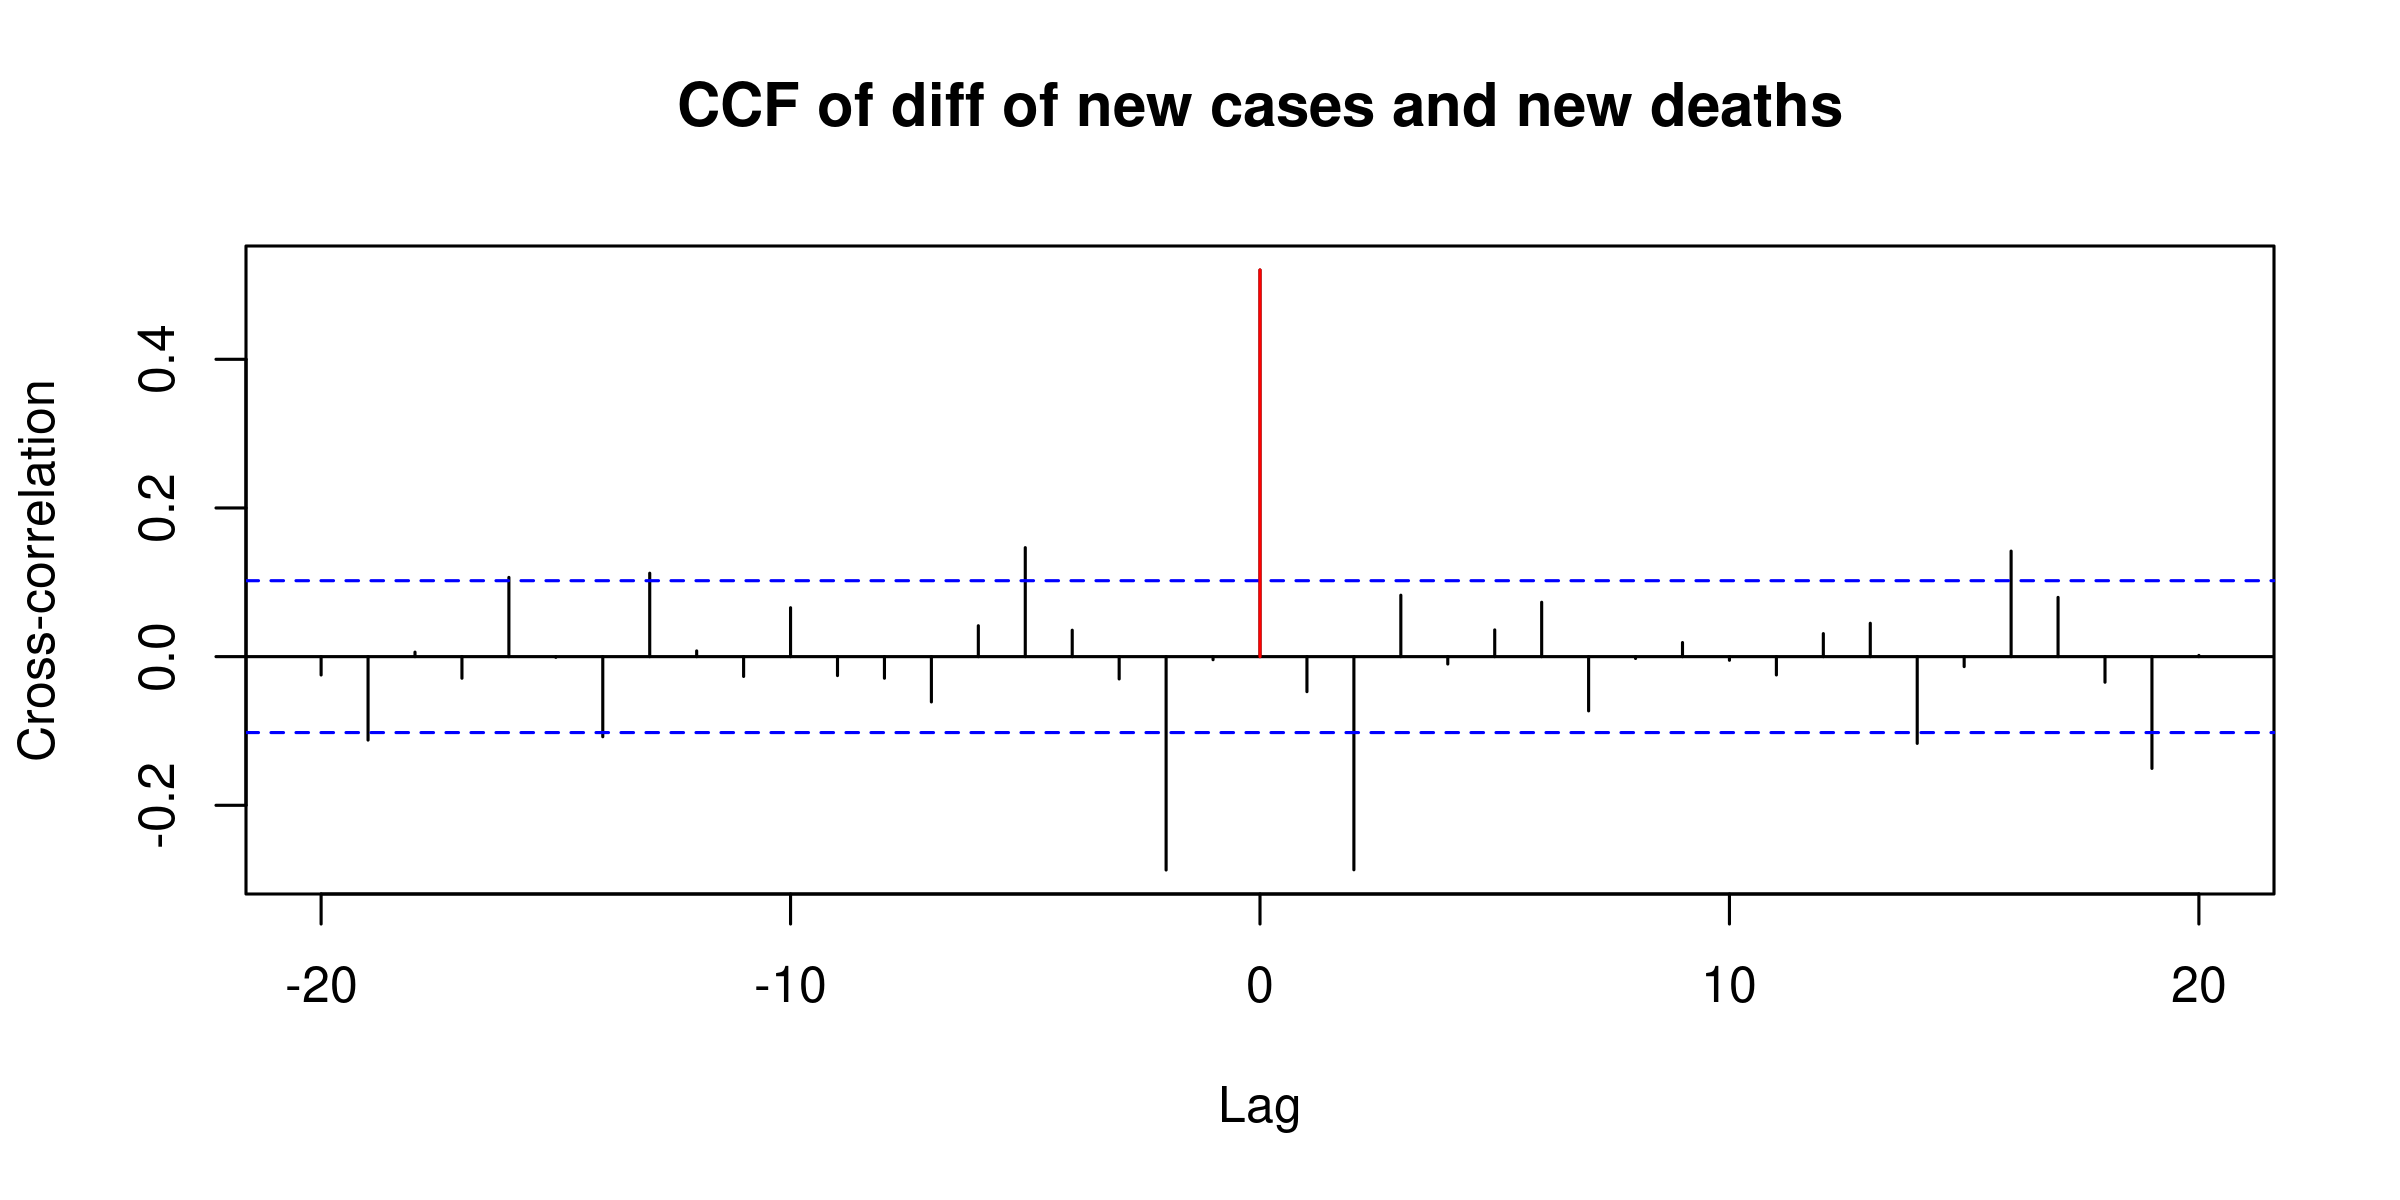 CCF of diff of new cases and new deaths
Cross-correlation
0.4
0.2
0.0
-0.2
-20 -10 0 10 20
Lag